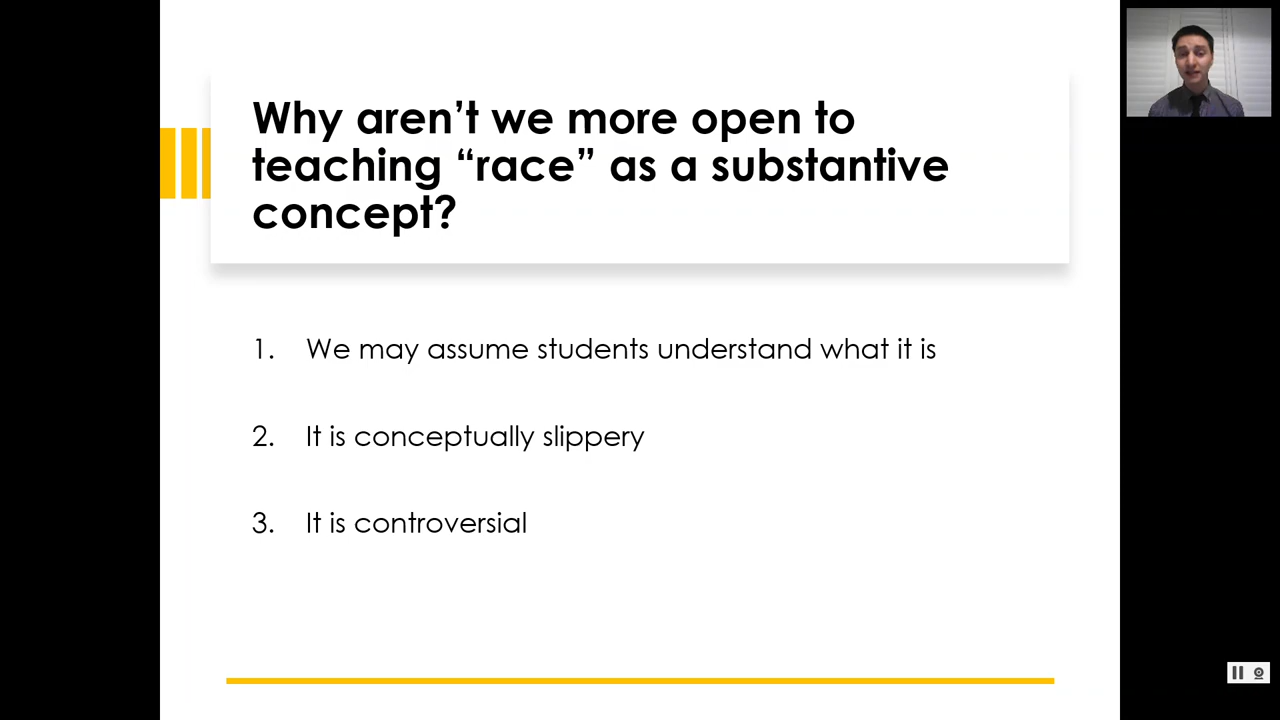 Why aren’t we more open to
teaching “race” as a substantive
concept?
1. We may assume students understand what it is
2. It is conceptually slippery
3. It is controversial